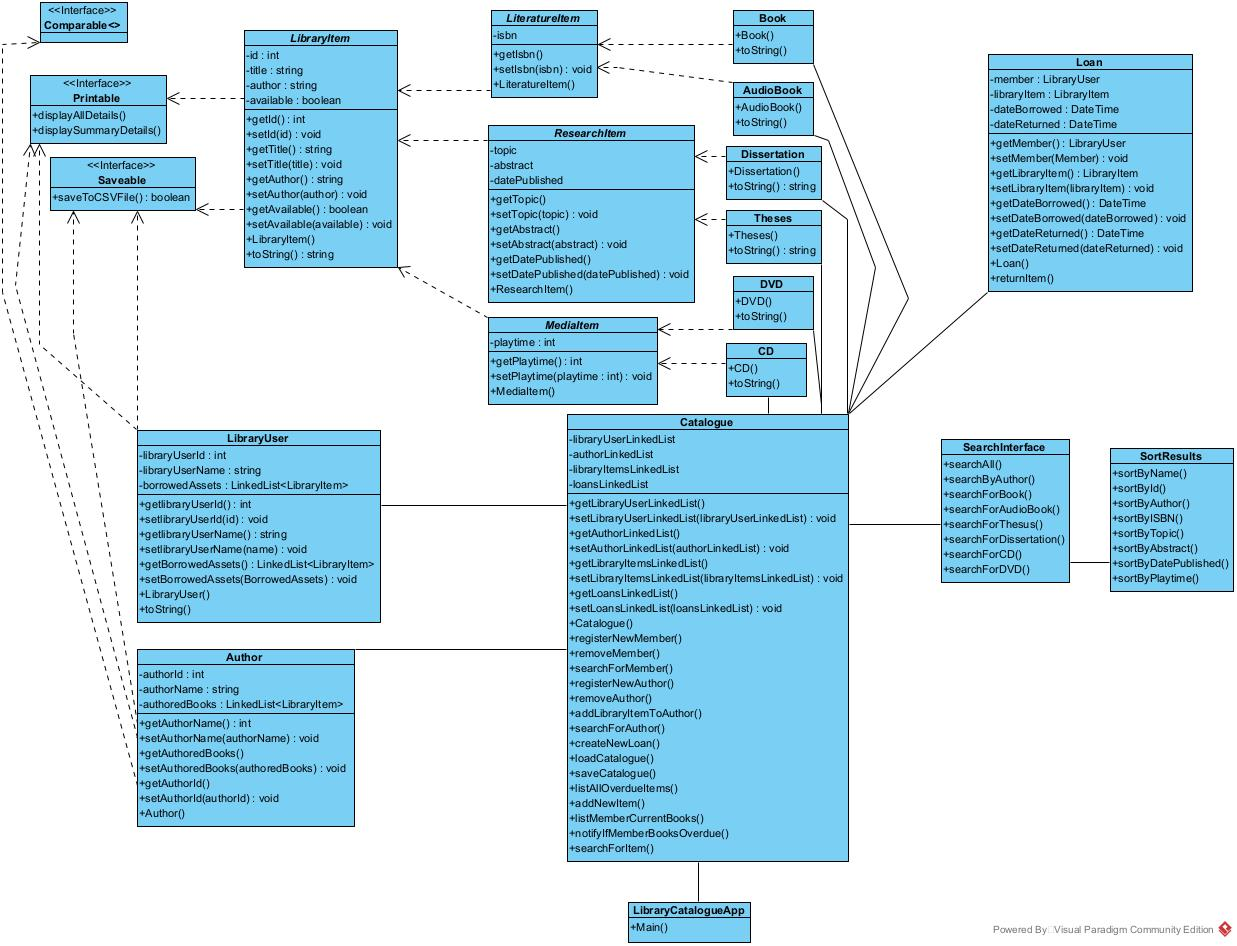 <<Interface>>
Comparable<>
<<Interface>>
Printable
+displayAllDetails()
+displaySummaryDetails()
<<Interface>>
Saveable
+saveToCSVFile() : boolean
LibraryItem
-id : int
-title : string
-author : string
-available : boolean
+getId() : int
+setId(id) : void
+getTitle() : string
+setTitle(title) : void
+getAuthor() : string
+setAuthor(author) : void
+getAvailable() : boolean
+setAvailable(available) : void
+LibraryItem()
+toString() : string
LiteratureItem
-isbn
+getIsbn()
+setIsbn(isbn) : void
+LiteratureItem()
ResearchItem
-topic
-abstract
-datePublished
+getTopic()
+setTopic(topic) : void
+getAbstract()
+setAbstract(abstract) : void
+getDatePublished()
+setDatePublished(datePublished) : void
+ResearchItem()
MediaItem
-playtime : int
+getPlaytime() : int
+setPlaytime(playtime : int) : void
+MediaItem()
Book
+Book()
+toString()
AudioBook
+AudioBook()
+toString()
Dissertation
+Dissertation()
+toString() : string
Theses
+Theses()
+toString() : string
DVD
+DVD()
+toString()
CD
+CD()
+toString()
Loan
-member : LibraryUser
-libraryItem : LibraryItem
-dateBorrowed : DateTime
-dateReturned : DateTime
+getMember() : LibraryUser
+setMember(Member) : void
+getLibraryItem() : LibraryItem
+setLibraryItem(libraryItem) : void
+getDateBorrowed() : DateTime
+setDateBorrowed(dateBorrowed) : void
+getDateReturned() : DateTime
+setDateReturned(dateReturned) : void
+Loan()
+returnItem()
LibraryUser
-libraryUserId : int
-libraryUserName : string
-borrowedAssets : LinkedList<LibraryItem>
+getlibraryUserId() : int
+setlibraryUserId(id) : void
+getlibraryUserName() : string
+setlibraryUserName(name) : void
+getBorrowedAssets() : LinkedList<LibraryItem>
+setBorrowedAssets(BorrowedAssets) : void
+LibraryUser()
+toString()
Author
-authorId : int
-authorName : string
-authoredBooks : LinkedList<LibraryItem>
+getAuthorName() : int
+setAuthorName(authorName) : void
+getAuthoredBooks()
+setAuthoredBooks(authoredBooks) : void
+getAuthorId()
+setAuthorId(authorId) : void
+Author()
Catalogue
-libraryUserLinkedList
-authorLinkedList
-libraryItemsLinkedList
-loansLinkedList
+getLibraryUserLinkedList()
+setLibraryUserLinkedList(libraryUserLinkedList) : void
+getAuthorLinkedList()
+setAuthorLinkedList(authorLinkedList) : void
+getLibraryItemsLinkedList()
+setLibraryItemsLinkedList(libraryItemsLinkedList) : void
+getLoansLinkedList()
+setLoansLinkedList(loansLinkedList) : void
+Catalogue()
+registerNewMember()
+removeMember()
+searchForMember()
+registerNewAuthor()
+removeAuthor()
+addLibraryItemToAuthor()
+searchForAuthor()
+createNewLoan()
+loadCatalogue()
+saveCatalogue()
+listAllOverdueItems()
+addNewItem()
+listMemberCurrentBooks()
+notifyIfMemberBooksOverdue()
+searchForItem()
SearchInterface
+searchAll()
+searchByAuthor()
+searchForBook()
+searchForAudioBook()
+searchForThesus()
+searchForDissertation()
+searchForCD()
+searchForDVD()
SortResults
+sortByName()
+sortById()
+sortByAuthor()
+sortByISBN()
+sortByTopic()
+sortByAbstract()
+sortByDatePublished()
+sortByPlaytime()
LibraryCatalogueApp
+Main()
Powered By Visual Paradigm Community Edition